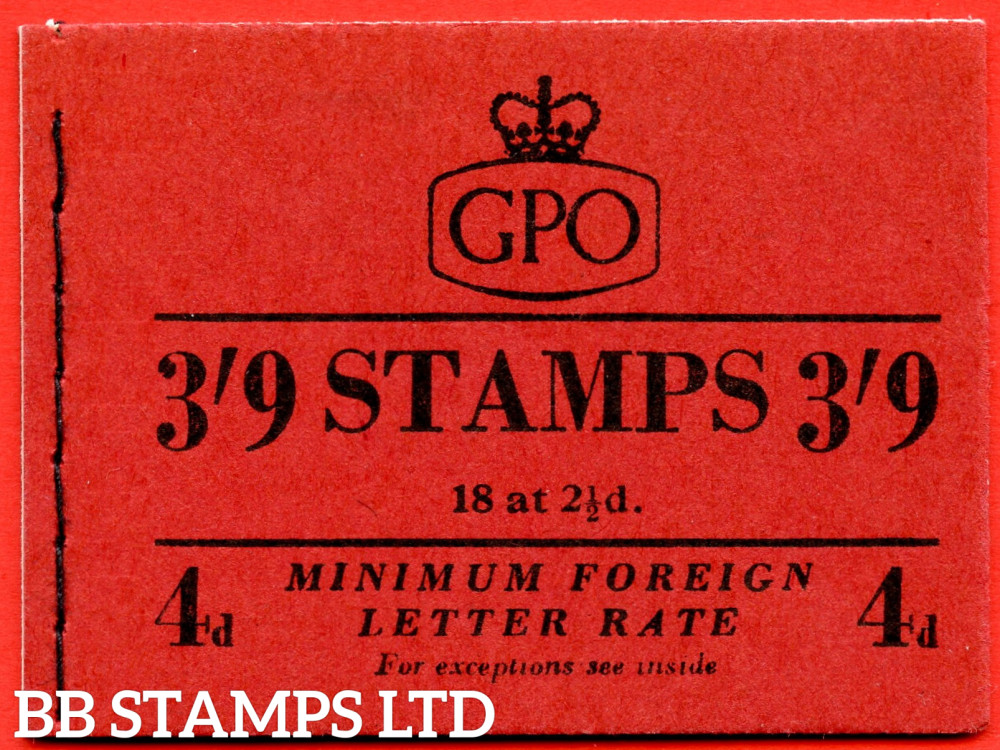 GPO
3'9 STAMPS 3'9
18 at 2½d.
4d MINIMUM FOREIGN LETTER RATE 4d
For exceptions see inside
BB STAMPS LTD